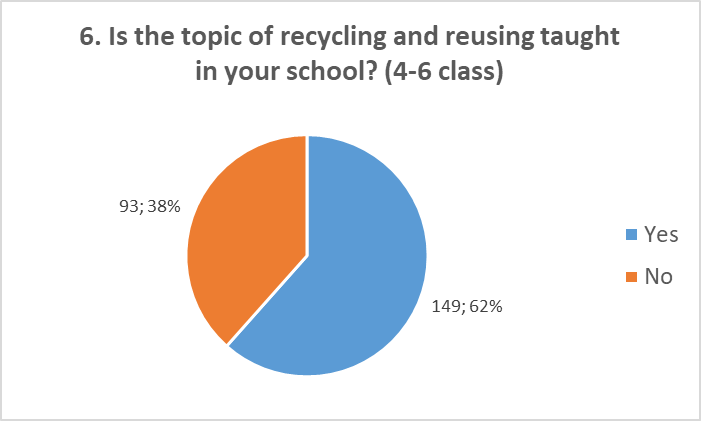 6. Is the topic of recycling and reusing taught
in your school? (4-6 class)
93; 38%
149; 62%
Yes
No